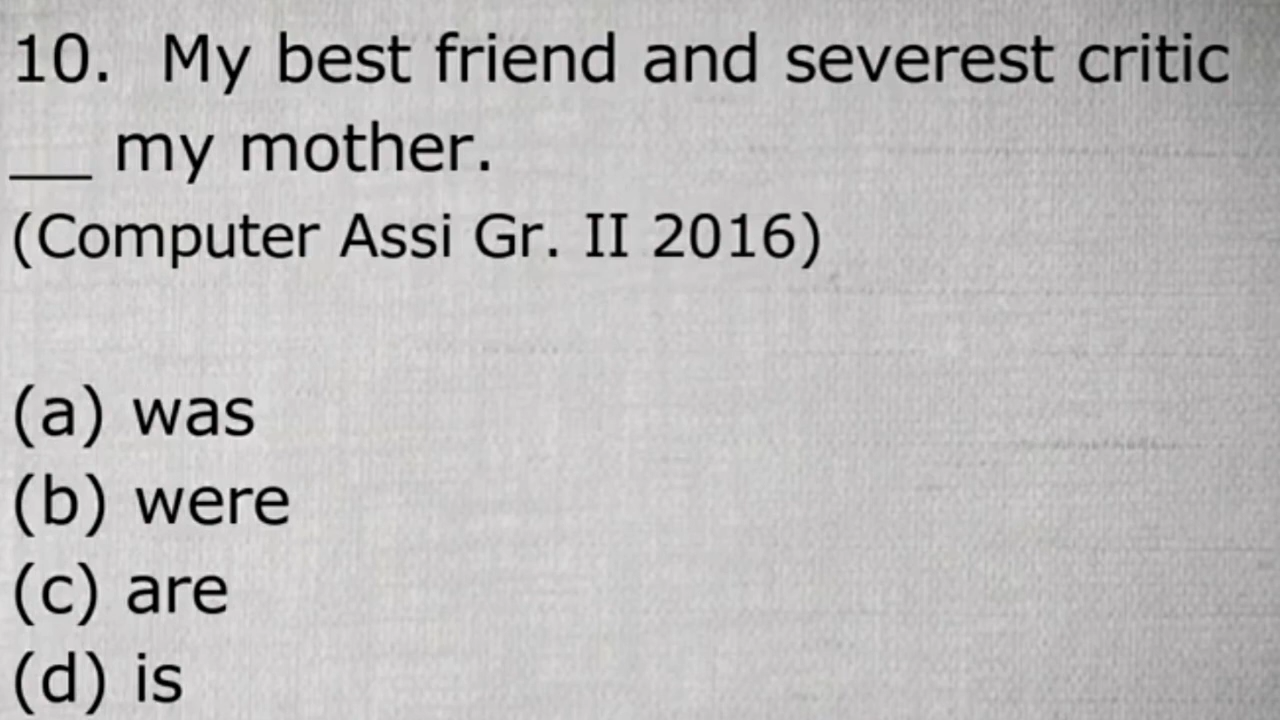 10. My best friend and severest critic
__ my mother.
(Computer Assi Gr. II 2016)
(a) was
(b) were
(c) are
(d) is